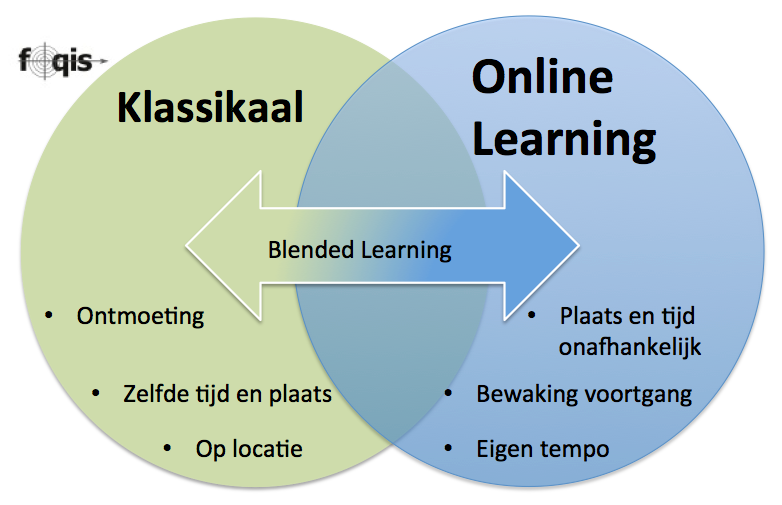 foqis
Klassikaal
Online
Learning
Blended Learning
• Ontmoeting
• Zelfde tijd en plaats
• Op locatie
• Plaats en tijd
onafhankelijk
• Bewaking voortgang
• Eigen tempo